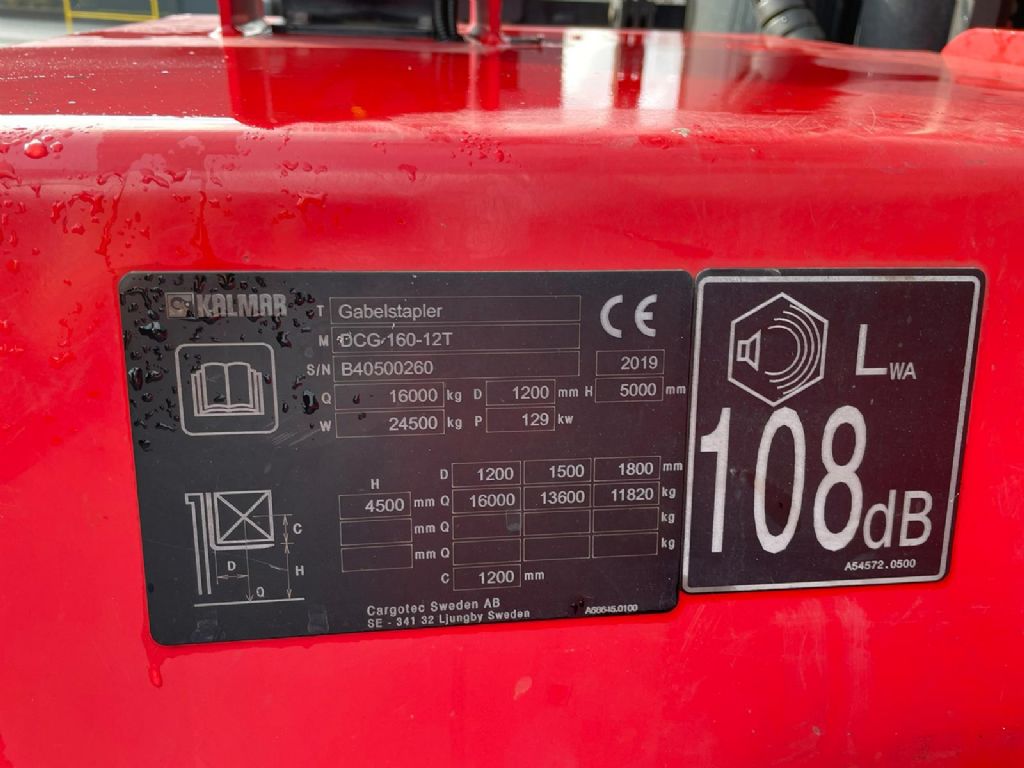 KALMAR
T Gabelstapler
M DCG 160-12T
S/N B40500260 2019
Q 16000 kg D 1200 mm H 5000 mm
W 24500 kg P 129 kw
D 1200 1500 1800 mm
H
4500 mm Q 16000 13600 11820 kg
mm Q kg
mm Q kg
C 1200 mm
C
D H
Q
Cargotec Sweden AB
SE - 341 32 Ljungby Sweden
A58645.0100
LWA
108dB
A54572.0500